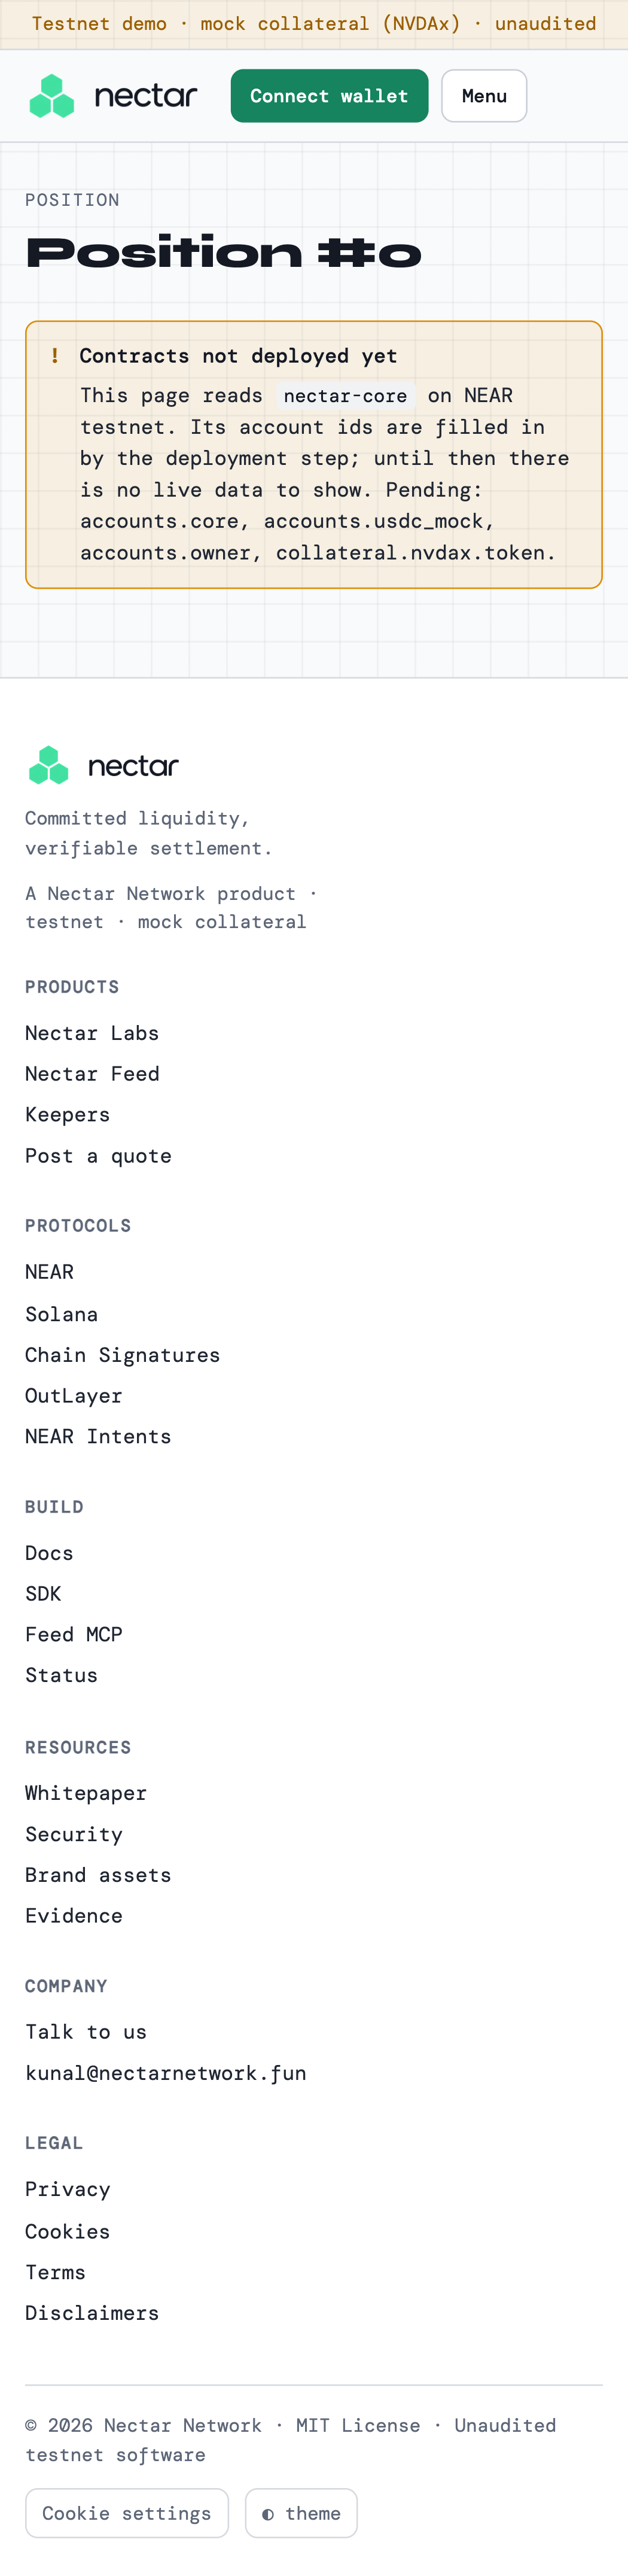 Testnet demo · mock collateral (NVDAx) · unaudited
nectar
Connect wallet
Menu
POSITION
Position #0
! Contracts not deployed yet
This page reads nectar-core on NEAR
testnet. Its account ids are filled in
by the deployment step; until then there
is no live data to show. Pending:
accounts.core, accounts.usdc_mock,
accounts.owner, collateral.nvdax.token.
nectar
Committed liquidity,
verifiable settlement.
A Nectar Network product ·
testnet · mock collateral
PRODUCTS
Nectar Labs
Nectar Feed
Keepers
Post a quote
PROTOCOLS
NEAR
Solana
Chain Signatures
OutLayer
NEAR Intents
BUILD
Docs
SDK
Feed MCP
Status
RESOURCES
Whitepaper
Security
Brand assets
Evidence
COMPANY
Talk to us
kunal@nectarnetwork.fun
LEGAL
Privacy
Cookies
Terms
Disclaimers
© 2026 Nectar Network · MIT License · Unaudited
testnet software
Cookie settings
◐ theme